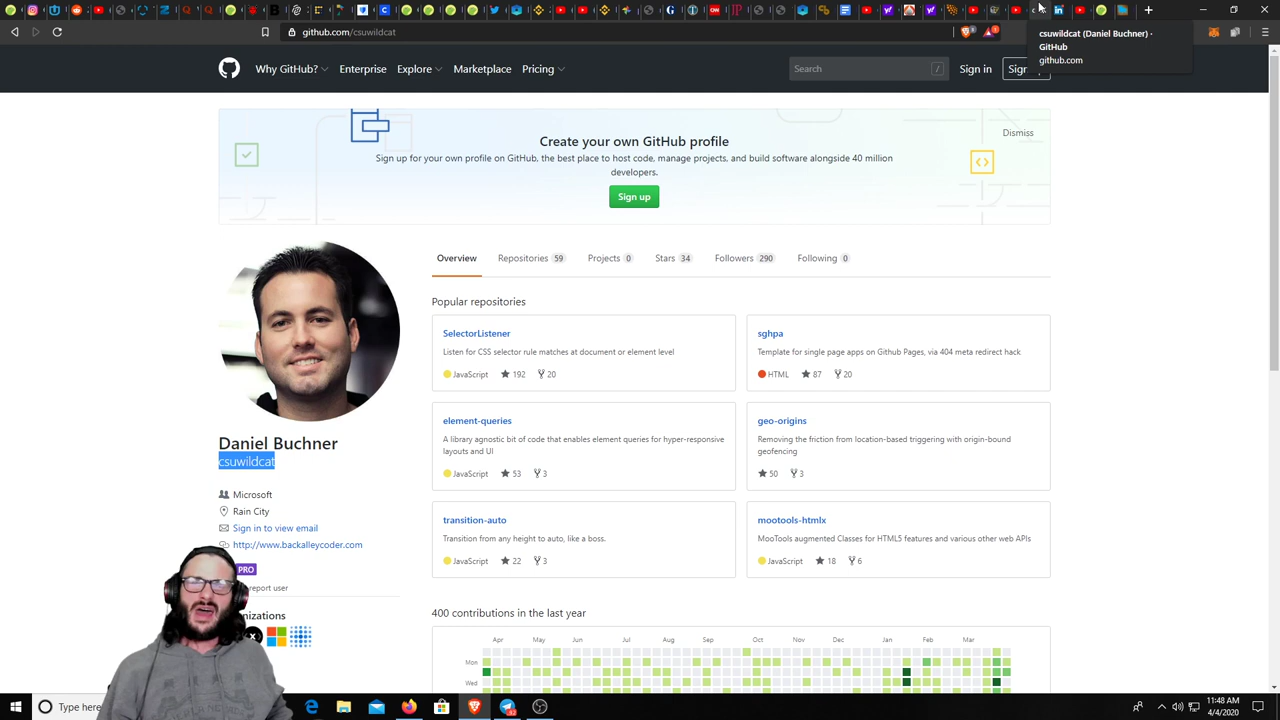 github.com/csuwildcat
csuwildcat (Daniel Buchner) ·
GitHub
github.com
Why GitHub?
Enterprise
Explore
Marketplace
Pricing
Search
/
Sign in
Sign
Create your own GitHub profile
Dismiss
Sign up for your own profile on GitHub, the best place to host code, manage projects, and build software alongside 40 million
developers.
Sign up
Overview
Repositories 59
Projects 0
Stars 34
Followers 290
Following 0
Popular repositories
SelectorListener
Listen for CSS selector rule matches at document or element level
JavaScript 192 20
sghpa
Template for single page apps on Github Pages, via 404 meta redirect hack
HTML 87 20
element-queries
A library agnostic bit of code that enables element queries for hyper-responsive
layouts and UI
JavaScript 53 3
geo-origins
Removing the friction from location-based triggering with origin-bound
geofencing
50 3
transition-auto
Transition from any height to auto, like a boss.
JavaScript 22 3
mootools-htmlx
MooTools augmented Classes for HTML5 features and various other web APIs
JavaScript 18 6
Daniel Buchner
csuwildcat
Microsoft
Rain City
Sign in to view email
http://www.backalleycoder.com
PRO
report user
nizations
400 contributions in the last year
Apr May Jun Jul Aug Sep Oct Nov Dec Jan Feb Mar
Mon
Wed
Type here
11:48 AM
4/4/2020